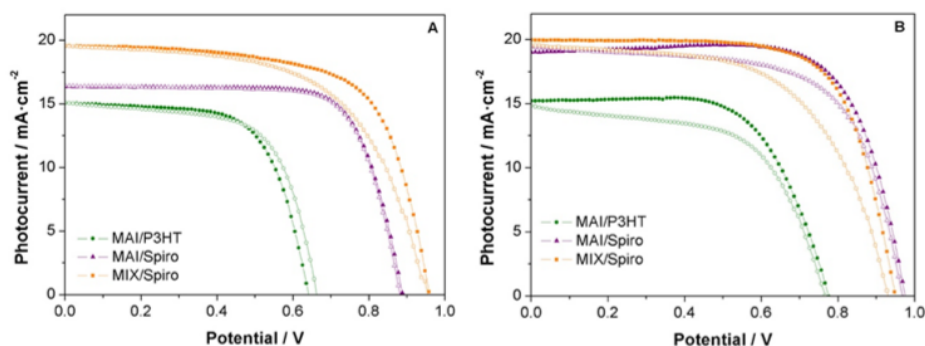 A
Photocurrent / mA·cm⁻²
20
15
10
5
0
MAI/P3HT
MAI/Spiro
MIX/Spiro
0.0 0.2 0.4 0.6 0.8 1.0
Potential / V
B
Photocurrent / mA·cm⁻²
20
15
10
5
0
MAI/P3HT
MAI/Spiro
MIX/Spiro
0.0 0.2 0.4 0.6 0.8 1.0
Potential / V